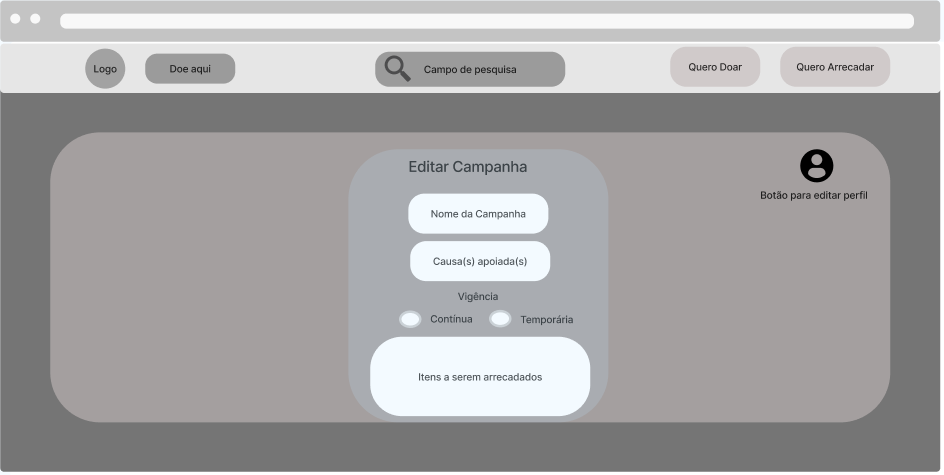 Logo
Doe aqui
Campo de pesquisa
Quero Doar
Quero Arrecadar
Editar Campanha
Botão para editar perfil
Nome da Campanha
Causa(s) apoiada(s)
Vigência
Contínua
Temporária
Itens a serem arrecadados